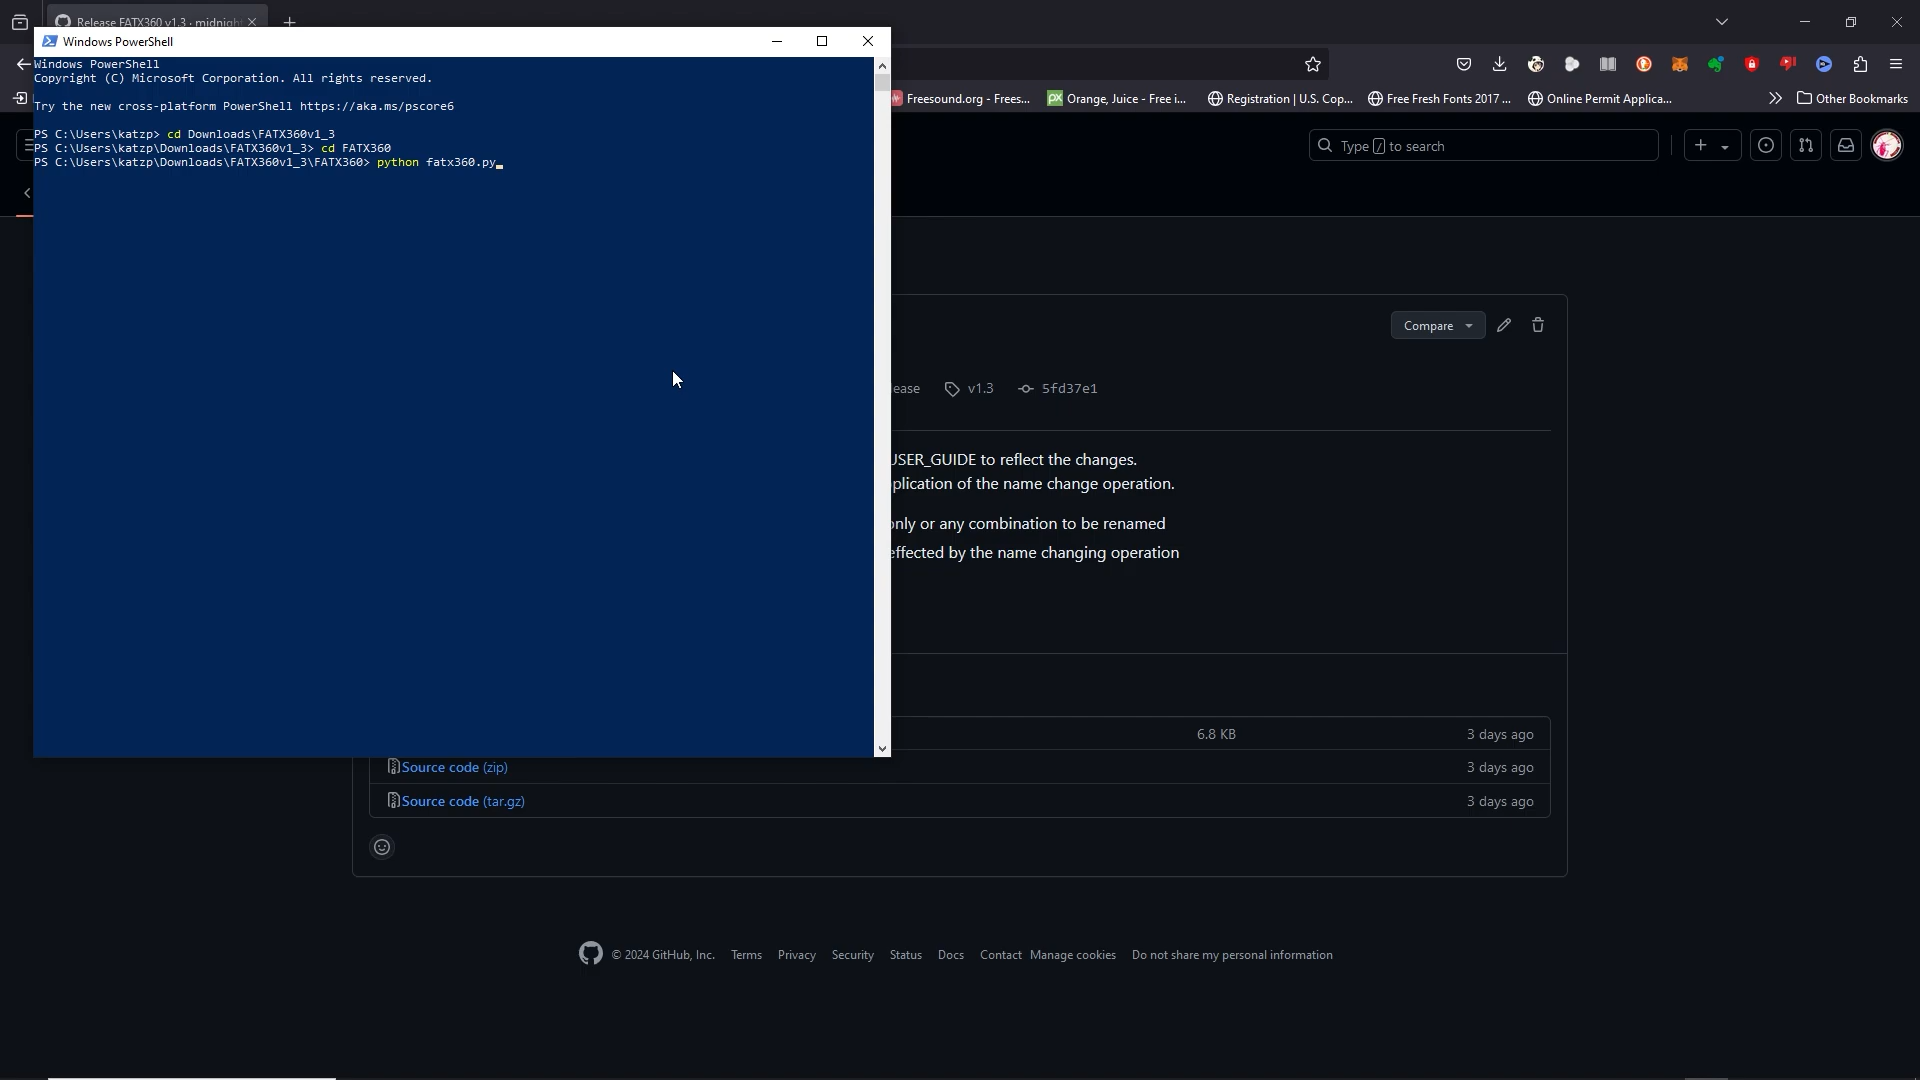 Release FATX360 v1.3 · midnigh
Windows PowerShell
Windows PowerShell
Copyright (C) Microsoft Corporation. All rights reserved.
Try the new cross-platform PowerShell https://aka.ms/pscore6
PS C:\Users\katzp> cd Downloads\FATX360v1_3
PS C:\Users\katzp\Downloads\FATX360v1_3> cd FATX360
PS C:\Users\katzp\Downloads\FATX360v1_3\FATX360> python fatx360.py
Freesound.org - Frees...
Orange, Juice - Free i...
Registration | U.S. Cop...
Free Fresh Fonts 2017 ...
Online Permit Applica...
Other Bookmarks
Type / to search
Compare
ease
v1.3
5fd37e1
USER_GUIDE to reflect the changes.
plication of the name change operation.
only or any combination to be renamed
effected by the name changing operation
6.8 KB
3 days ago
Source code (zip)
3 days ago
Source code (tar.gz)
3 days ago
© 2024 GitHub, Inc.
Terms
Privacy
Security
Status
Docs
Contact
Manage cookies
Do not share my personal information